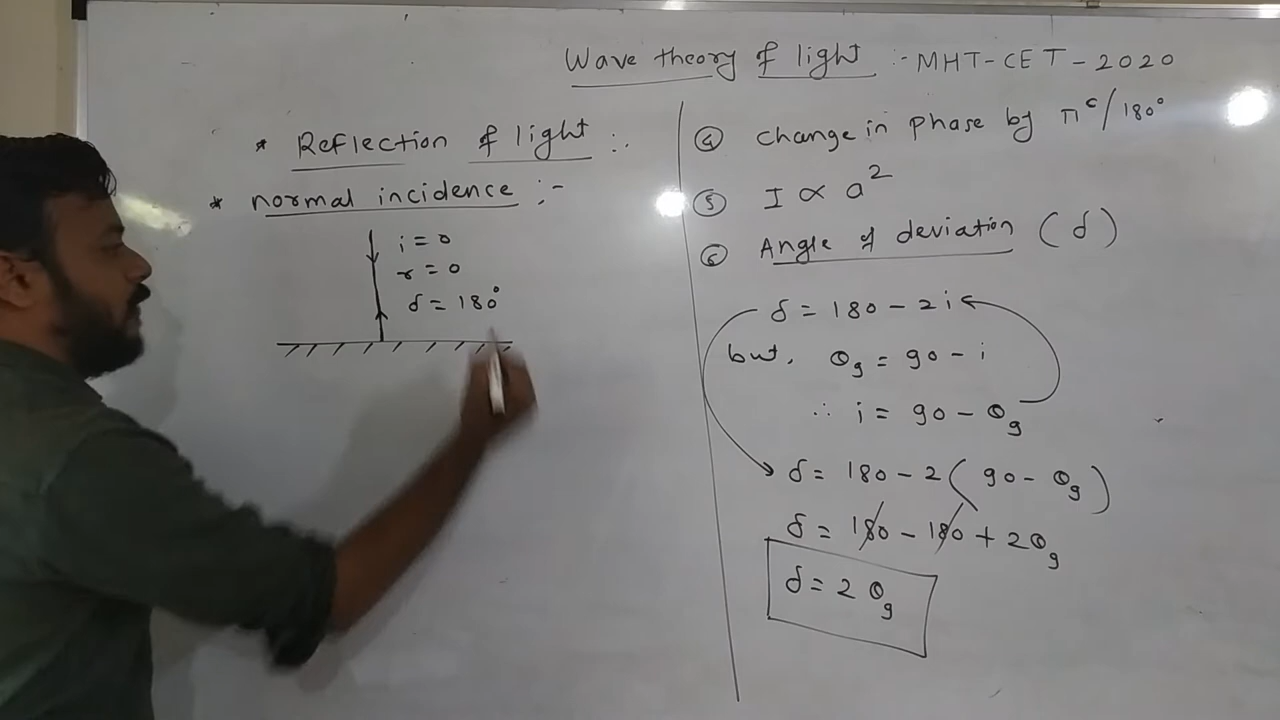 Wave theory of light :- MHT-CET-2020
* Reflection of light :-
* normal incidence :-
i = 0
r = 0
δ = 180°
④ change in phase by πᶜ/180°
⑤ I ∝ a²
⑥ Angle of deviation (δ)
δ = 180 - 2i
but, θg = 90 - i
∴ i = 90 - θg
δ = 180 - 2(90 - θg)
δ = 180 - 180 + 2θg
δ = 2θg